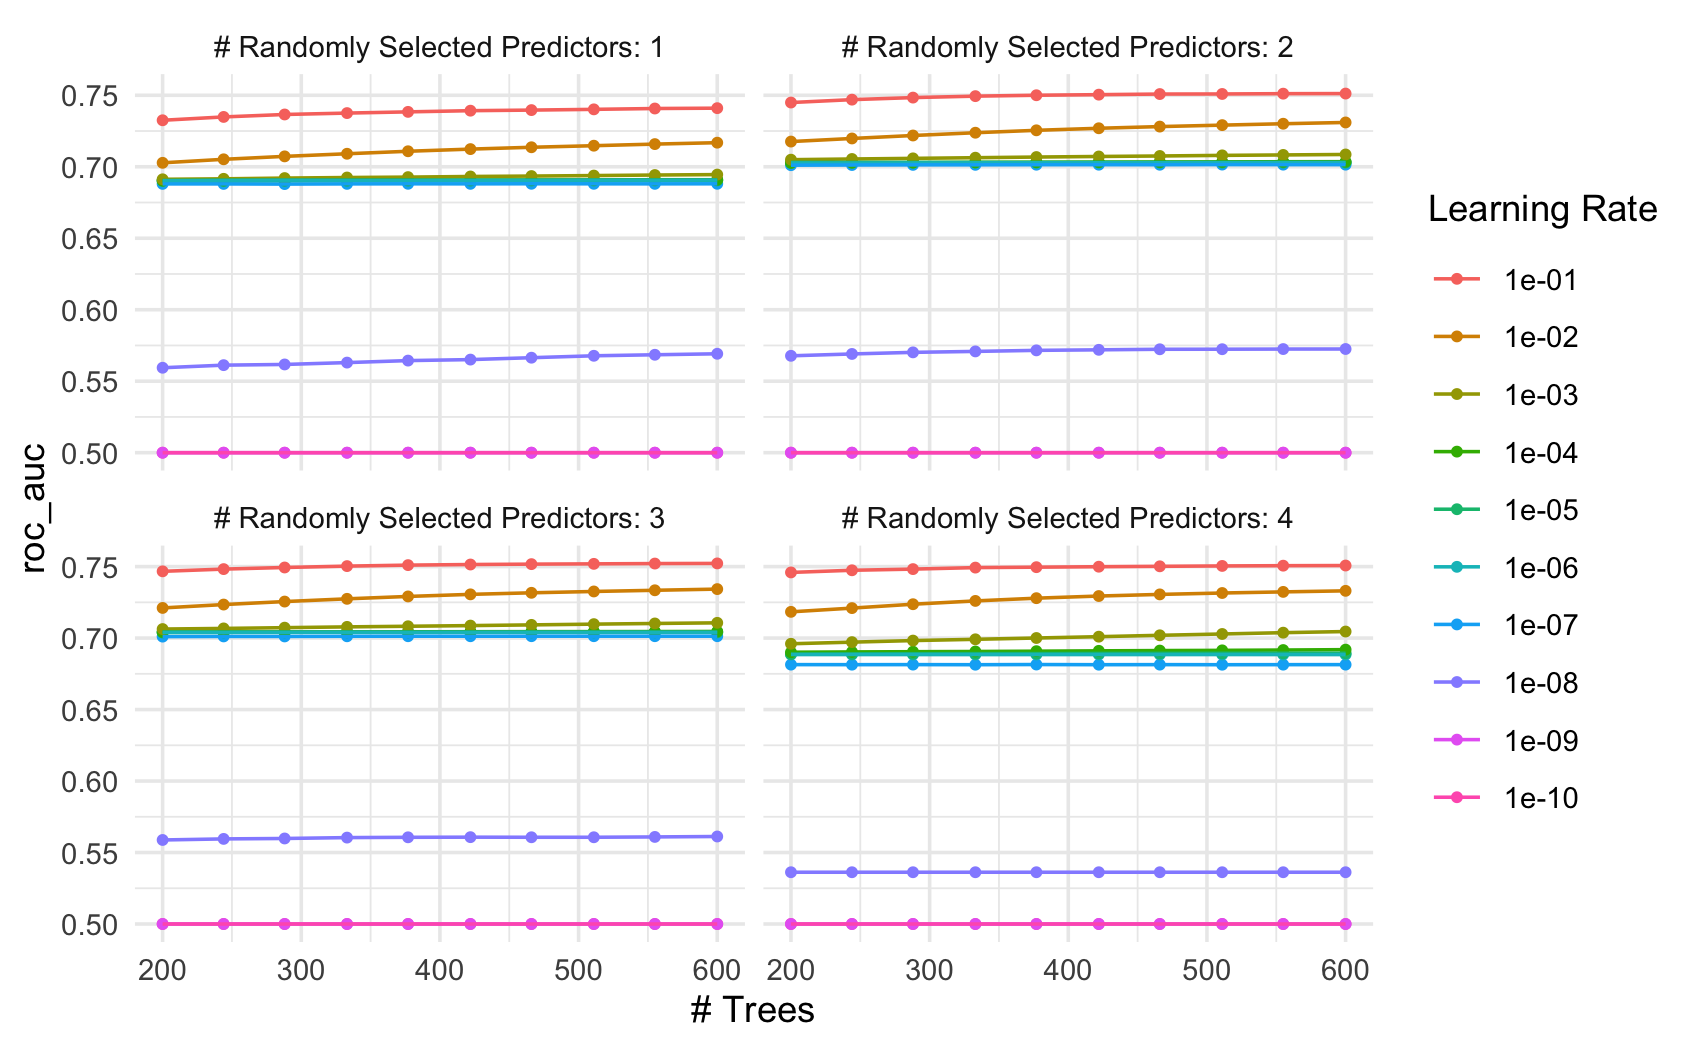 # Randomly Selected Predictors: 1
# Randomly Selected Predictors: 2
0.75
0.70
0.65
0.60
0.55
0.50
# Randomly Selected Predictors: 3
# Randomly Selected Predictors: 4
0.75
0.70
0.65
0.60
0.55
0.50
200 300 400 500 600
200 300 400 500 600
# Trees
roc_auc
Learning Rate
1e-01
1e-02
1e-03
1e-04
1e-05
1e-06
1e-07
1e-08
1e-09
1e-10